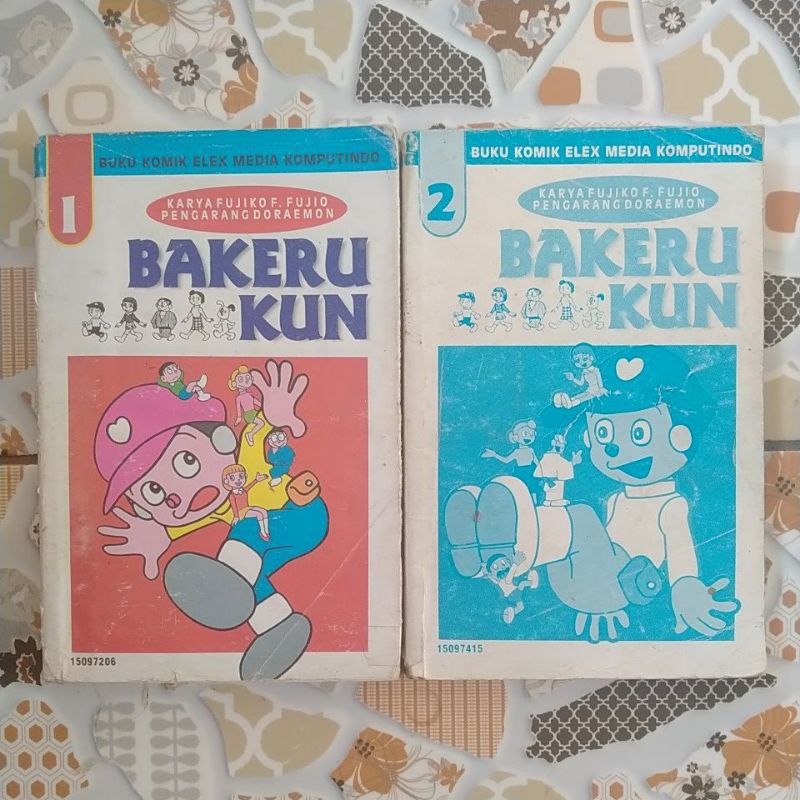 1
BUKU KOMIK ELEX MEDIA KOMPUTINDO
KARYA FUJIKO F. FUJIO
PENGARANG DORAEMON
BAKERU
KUN
15097206
2
BUKU KOMIK ELEX MEDIA KOMPUTINDO
KARYA FUJIKO F. FUJIO
PENGARANG DORAEMON
BAKERU
KUN
15097415